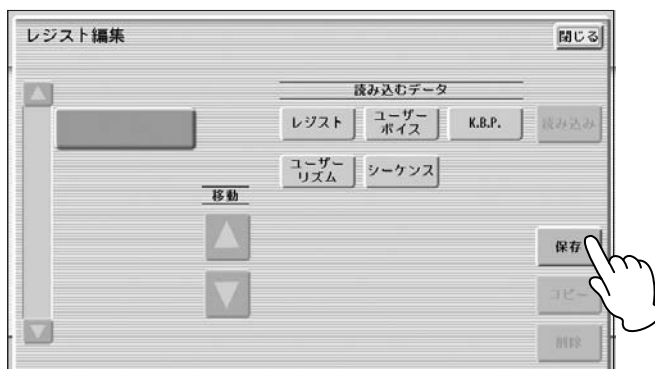 レジスト編集
閉じる
読み込むデータ
レジスト
ユーザー
ボイス
K.B.P.
読み込み
ユーザー
リズム
シーケンス
移動
保存
コピー
削除